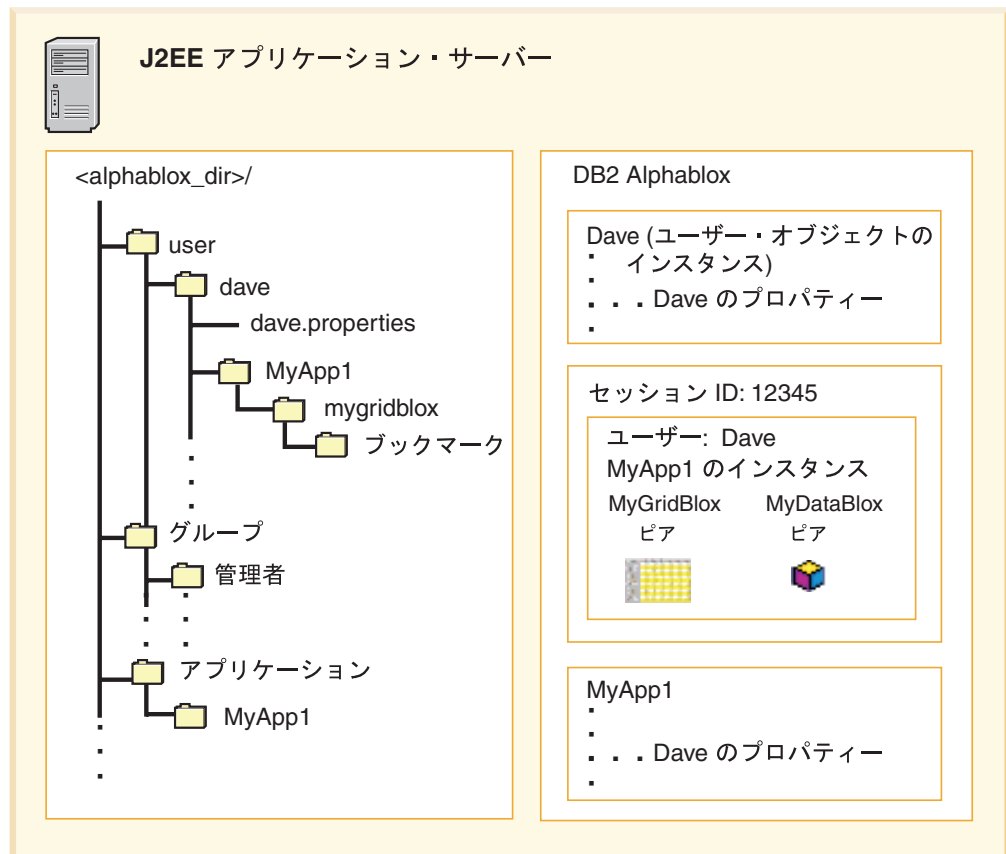 J2EE アプリケーション・サーバー
<alphablox_dir>/
user
dave
dave.properties
MyApp1
mygridblox
ブックマーク
グループ
管理者
アプリケーション
MyApp1
DB2 Alphablox
Dave (ユーザー・オブジェクトの
インスタンス)
. . . Dave のプロパティー
セッション ID: 12345
ユーザー: Dave
MyApp1 のインスタンス
MyGridBlox MyDataBlox
ピア ピア
MyApp1
. . . Dave のプロパティー